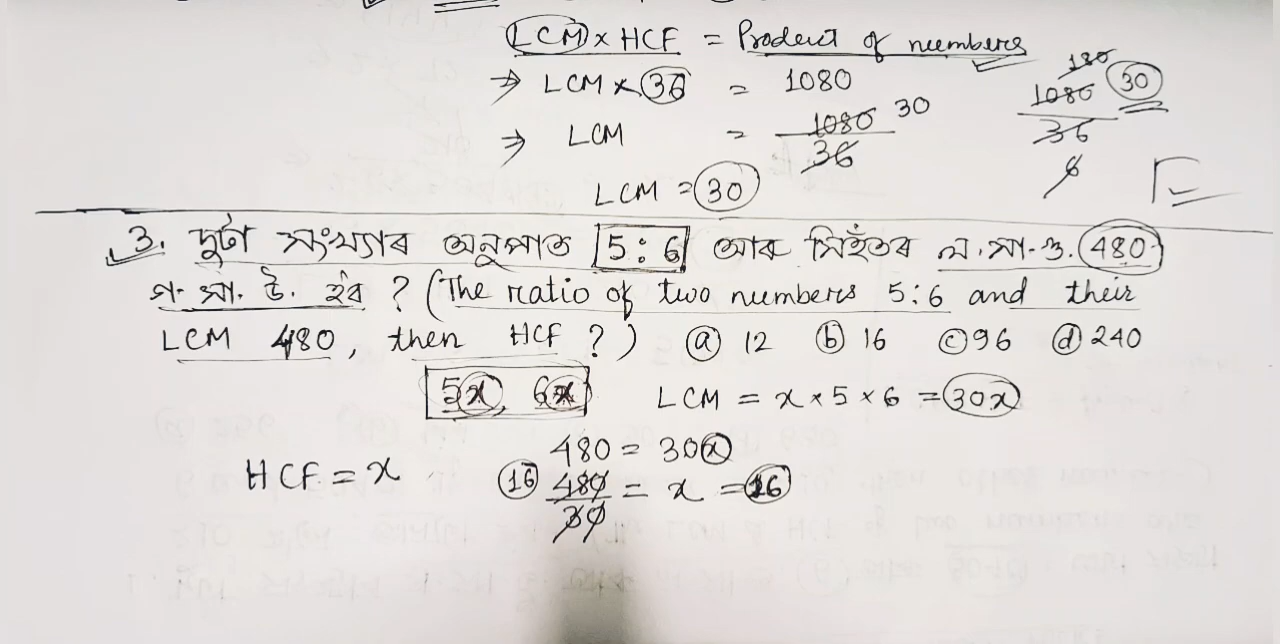 LCM × HCF = Product of numbers
⇒ LCM × 36 = 1080
⇒ LCM = 1080/36 30
180
1080/36 30
6
LCM = 30
3. দুটা সংখ্যাৰ অনুপাত 5:6 আৰু সিহঁতৰ ল.সা.গু. 480.
গ. সা. উ. হ'ব ? (The ratio of two numbers 5:6 and their
LCM 480, then HCF ?) (a) 12 (b) 16 (c) 96 (d) 240
5x, 6x LCM = x × 5 × 6 = 30x
480 = 30x
HCF = x 16 480/30 = x = 16